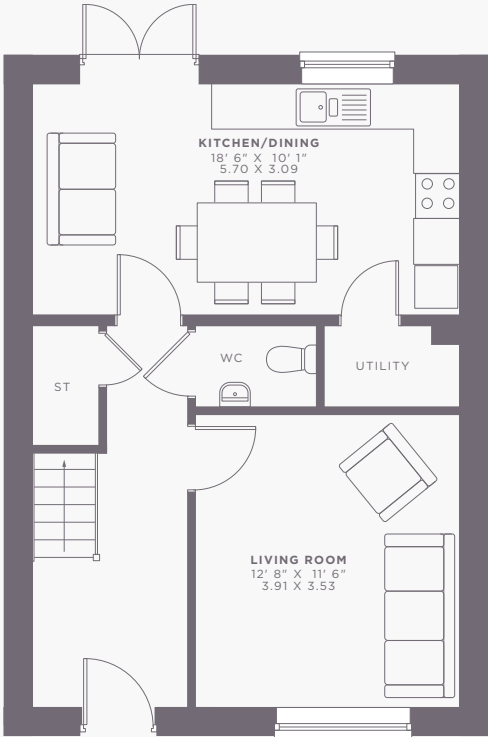 KITCHEN/DINING
18' 6" X 10' 1"
5.70 X 3.09
WC
UTILITY
ST
LIVING ROOM
12' 8" X 11' 6"
3.91 X 3.53